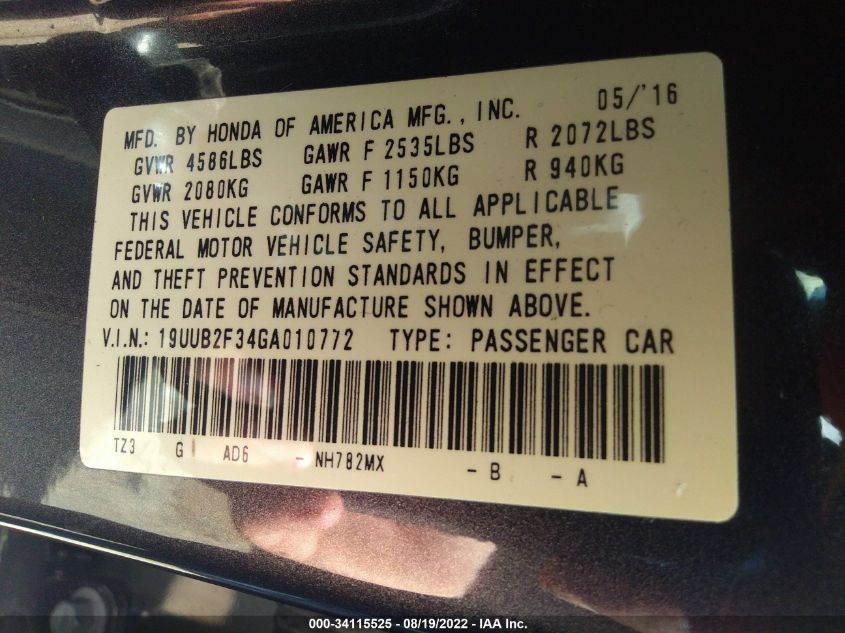 05/'16
MFD. BY HONDA OF AMERICA MFG., INC.
GVWR 4586LBS GAWR F 2535LBS R 2072LBS
GVWR 2080KG GAWR F 1150KG R 940KG
THIS VEHICLE CONFORMS TO ALL APPLICABLE
FEDERAL MOTOR VEHICLE SAFETY, BUMPER,
AND THEFT PREVENTION STANDARDS IN EFFECT
ON THE DATE OF MANUFACTURE SHOWN ABOVE.
V.I.N.: 19UUB2F34GA010772 TYPE: PASSENGER CAR
TZ3 G AD6 - NH782MX - B - A
000-34115525 - 08/19/2022 - IAA Inc.